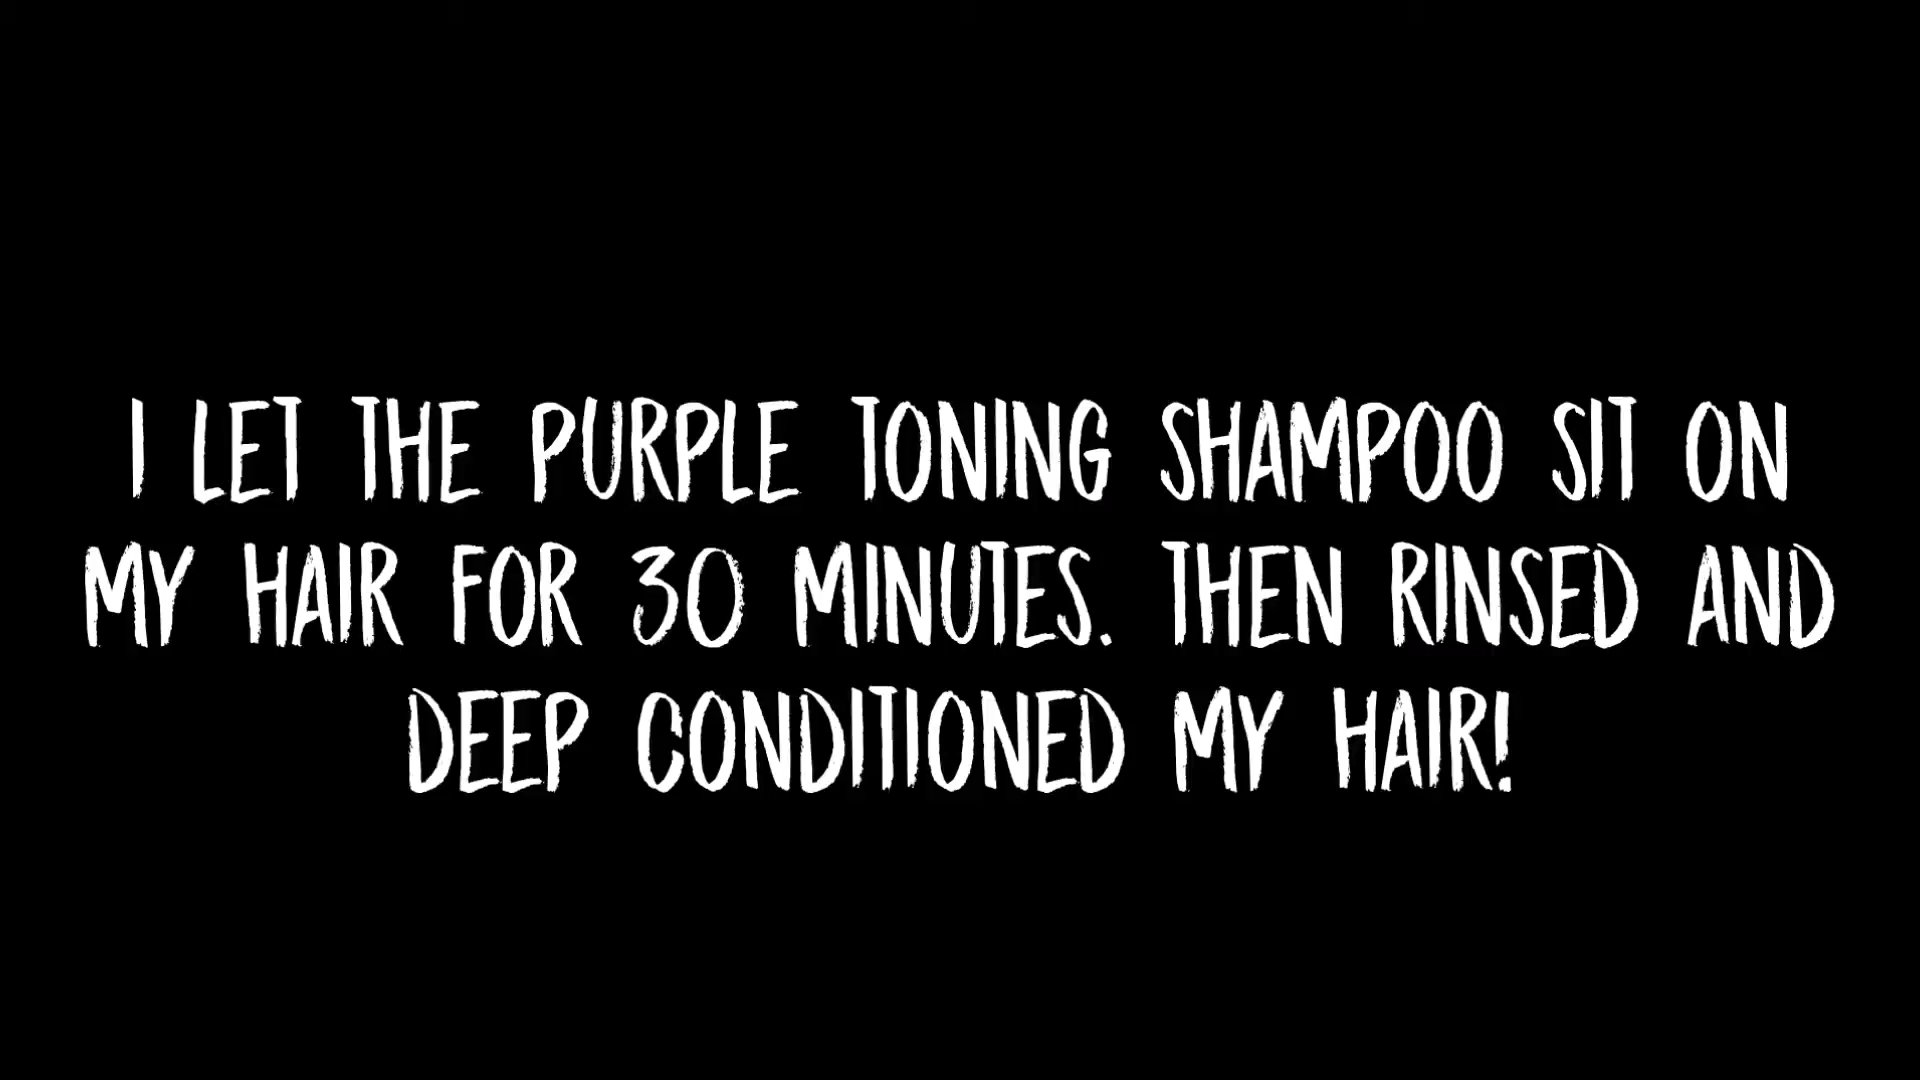 I LET THE PURPLE TONING SHAMPOO SIT ON
MY HAIR FOR 30 MINUTES. THEN RINSED AND
DEEP CONDITIONED MY HAIR!